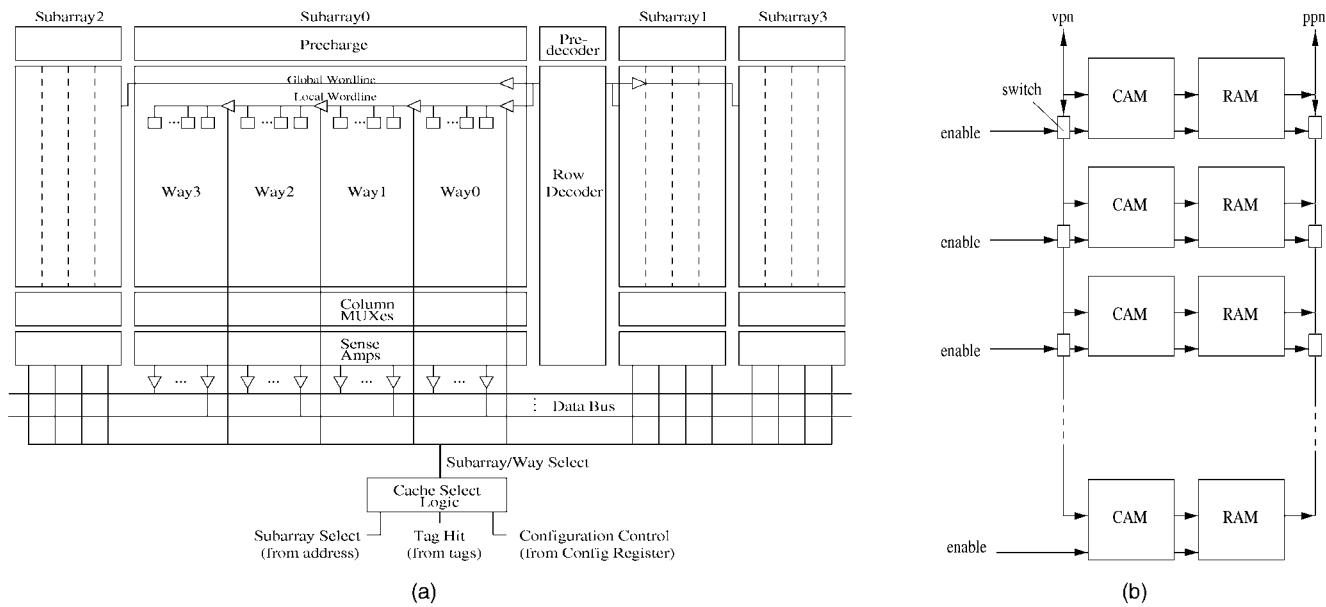 Subarray2
Subarray0
Subarray1
Subarray3
Precharge
Pre-
decoder
Global Wordline
Local Wordline
...
...
...
...
Way3
Way2
Way1
Way0
Row
Decoder
Column
MUXes
Sense
Amps
...
...
...
...
Data Bus
Subarray/Way Select
Cache Select
Logic
Subarray Select
(from address)
Tag Hit
(from tags)
Configuration Control
(from Config Register)
(a)
vpn
ppn
switch
CAM
RAM
enable
CAM
RAM
enable
CAM
RAM
enable
CAM
RAM
enable
(b)